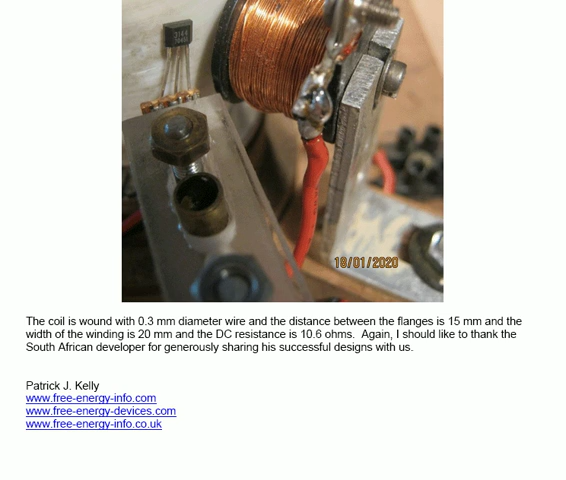 3144
19/01/2020
The coil is wound with 0.3 mm diameter wire and the distance between the flanges is 15 mm and the
width of the winding is 20 mm and the DC resistance is 10.6 ohms.  Again, I should like to thank the
South African developer for generously sharing his successful designs with us.
Patrick J. Kelly
www.free-energy-info.com
www.free-energy-devices.com
www.free-energy-info.co.uk